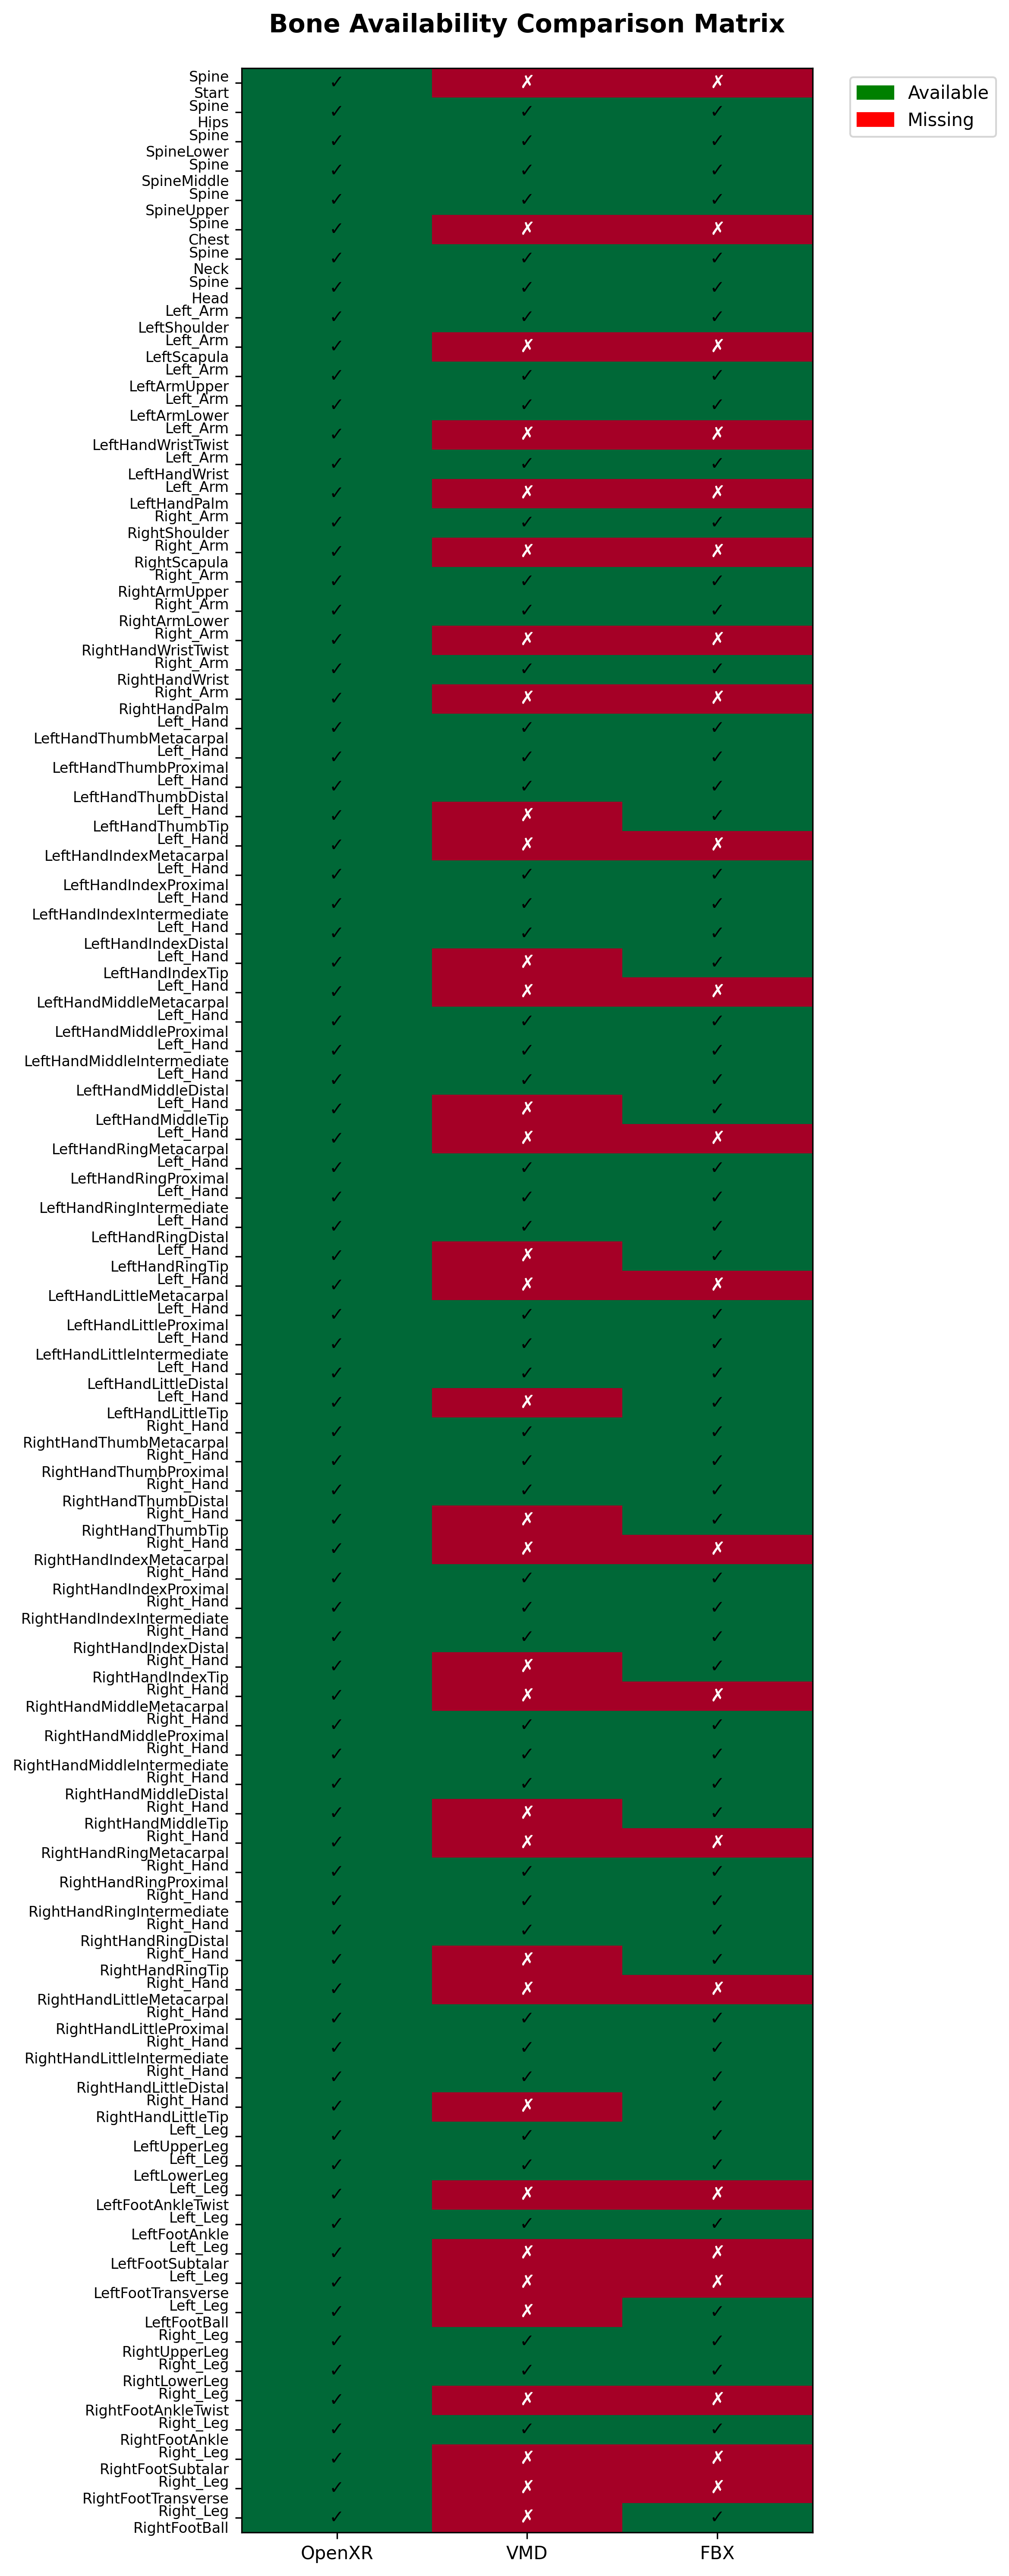 Bone Availability Comparison Matrix
Available
Missing
Spine
Start
✓ ✗ ✗
Spine
Hips
✓ ✓ ✓
Spine
SpineLower
✓ ✓ ✓
Spine
SpineMiddle
✓ ✓ ✓
Spine
SpineUpper
✓ ✓ ✓
Spine
Chest
✓ ✗ ✗
Spine
Neck
✓ ✓ ✓
Spine
Head
✓ ✓ ✓
Left_Arm
LeftShoulder
✓ ✓ ✓
Left_Arm
LeftScapula
✓ ✗ ✗
Left_Arm
LeftArmUpper
✓ ✓ ✓
Left_Arm
LeftArmLower
✓ ✓ ✓
Left_Arm
LeftHandWristTwist
✓ ✗ ✗
Left_Arm
LeftHandWrist
✓ ✓ ✓
Left_Arm
LeftHandPalm
✓ ✗ ✗
Right_Arm
RightShoulder
✓ ✓ ✓
Right_Arm
RightScapula
✓ ✗ ✗
Right_Arm
RightArmUpper
✓ ✓ ✓
Right_Arm
RightArmLower
✓ ✓ ✓
Right_Arm
RightHandWristTwist
✓ ✗ ✗
Right_Arm
RightHandWrist
✓ ✓ ✓
Right_Arm
RightHandPalm
✓ ✗ ✗
Left_Hand
LeftHandThumbMetacarpal
✓ ✓ ✓
Left_Hand
LeftHandThumbProximal
✓ ✓ ✓
Left_Hand
LeftHandThumbDistal
✓ ✓ ✓
Left_Hand
LeftHandThumbTip
✓ ✗ ✓
Left_Hand
LeftHandIndexMetacarpal
✓ ✗ ✗
Left_Hand
LeftHandIndexProximal
✓ ✓ ✓
Left_Hand
LeftHandIndexIntermediate
✓ ✓ ✓
Left_Hand
LeftHandIndexDistal
✓ ✓ ✓
Left_Hand
LeftHandIndexTip
✓ ✗ ✓
Left_Hand
LeftHandMiddleMetacarpal
✓ ✗ ✗
Left_Hand
LeftHandMiddleProximal
✓ ✓ ✓
Left_Hand
LeftHandMiddleIntermediate
✓ ✓ ✓
Left_Hand
LeftHandMiddleDistal
✓ ✓ ✓
Left_Hand
LeftHandMiddleTip
✓ ✗ ✓
Left_Hand
LeftHandRingMetacarpal
✓ ✗ ✗
Left_Hand
LeftHandRingProximal
✓ ✓ ✓
Left_Hand
LeftHandRingIntermediate
✓ ✓ ✓
Left_Hand
LeftHandRingDistal
✓ ✓ ✓
Left_Hand
LeftHandRingTip
✓ ✗ ✓
Left_Hand
LeftHandLittleMetacarpal
✓ ✗ ✗
Left_Hand
LeftHandLittleProximal
✓ ✓ ✓
Left_Hand
LeftHandLittleIntermediate
✓ ✓ ✓
Left_Hand
LeftHandLittleDistal
✓ ✓ ✓
Left_Hand
LeftHandLittleTip
✓ ✗ ✓
Right_Hand
RightHandThumbMetacarpal
✓ ✓ ✓
Right_Hand
RightHandThumbProximal
✓ ✓ ✓
Right_Hand
RightHandThumbDistal
✓ ✓ ✓
Right_Hand
RightHandThumbTip
✓ ✗ ✓
Right_Hand
RightHandIndexMetacarpal
✓ ✗ ✗
Right_Hand
RightHandIndexProximal
✓ ✓ ✓
Right_Hand
RightHandIndexIntermediate
✓ ✓ ✓
Right_Hand
RightHandIndexDistal
✓ ✓ ✓
Right_Hand
RightHandIndexTip
✓ ✗ ✓
Right_Hand
RightHandMiddleMetacarpal
✓ ✗ ✗
Right_Hand
RightHandMiddleProximal
✓ ✓ ✓
Right_Hand
RightHandMiddleIntermediate
✓ ✓ ✓
Right_Hand
RightHandMiddleDistal
✓ ✓ ✓
Right_Hand
RightHandMiddleTip
✓ ✗ ✓
Right_Hand
RightHandRingMetacarpal
✓ ✗ ✗
Right_Hand
RightHandRingProximal
✓ ✓ ✓
Right_Hand
RightHandRingIntermediate
✓ ✓ ✓
Right_Hand
RightHandRingDistal
✓ ✓ ✓
Right_Hand
RightHandRingTip
✓ ✗ ✓
Right_Hand
RightHandLittleMetacarpal
✓ ✗ ✗
Right_Hand
RightHandLittleProximal
✓ ✓ ✓
Right_Hand
RightHandLittleIntermediate
✓ ✓ ✓
Right_Hand
RightHandLittleDistal
✓ ✓ ✓
Right_Hand
RightHandLittleTip
✓ ✗ ✓
Left_Leg
LeftUpperLeg
✓ ✓ ✓
Left_Leg
LeftLowerLeg
✓ ✓ ✓
Left_Leg
LeftFootAnkleTwist
✓ ✗ ✗
Left_Leg
LeftFootAnkle
✓ ✓ ✓
Left_Leg
LeftFootSubtalar
✓ ✗ ✗
Left_Leg
LeftFootTransverse
✓ ✗ ✗
Left_Leg
LeftFootBall
✓ ✗ ✓
Right_Leg
RightUpperLeg
✓ ✓ ✓
Right_Leg
RightLowerLeg
✓ ✓ ✓
Right_Leg
RightFootAnkleTwist
✓ ✗ ✗
Right_Leg
RightFootAnkle
✓ ✓ ✓
Right_Leg
RightFootSubtalar
✓ ✗ ✗
Right_Leg
RightFootTransverse
✓ ✗ ✗
Right_Leg
RightFootBall
✓ ✗ ✓
OpenXR VMD FBX